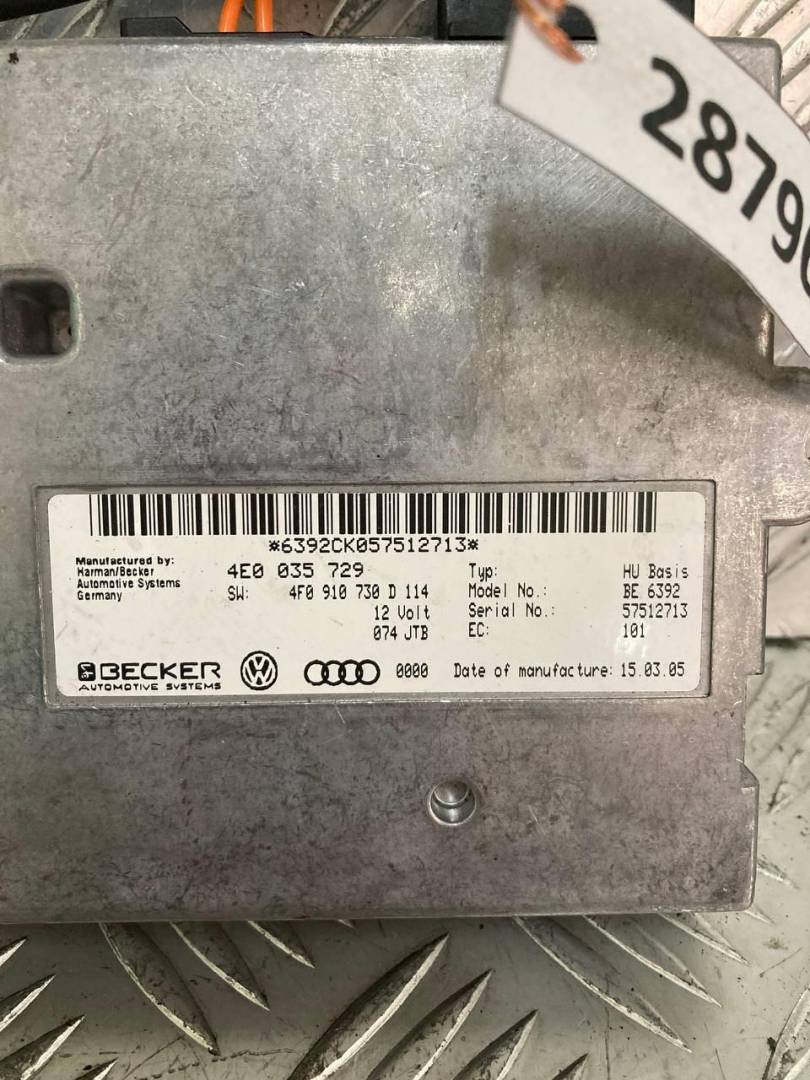 2879
*6392CK057512713*
Manufactured by:
Harman/Becker
Automotive Systems
Germany
4E0 035 729
SW: 4F0 910 730 D 114
12 Volt
074 JTB
Typ: HU Basis
Model No.: BE 6392
Serial No.: 57512713
EC: 101
BECKER
AUTOMOTIVE SYSTEMS
0000 Date of manufacture: 15.03.05